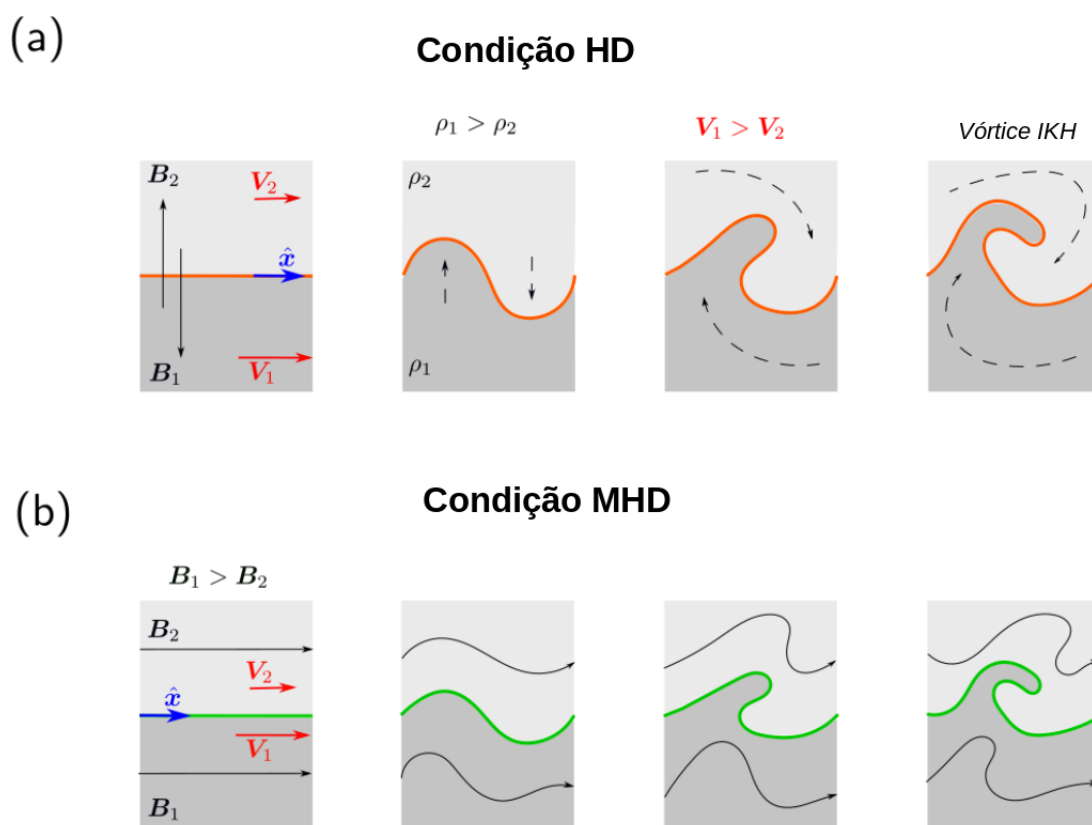 (a)
Condição HD
ρ₁ > ρ₂
V₁ > V₂
Vórtice IKH
B₂
V₂
x̂
B₁
V₁
ρ₂
ρ₁
(b)
Condição MHD
B₁ > B₂
B₂
V₂
x̂
V₁
B₁